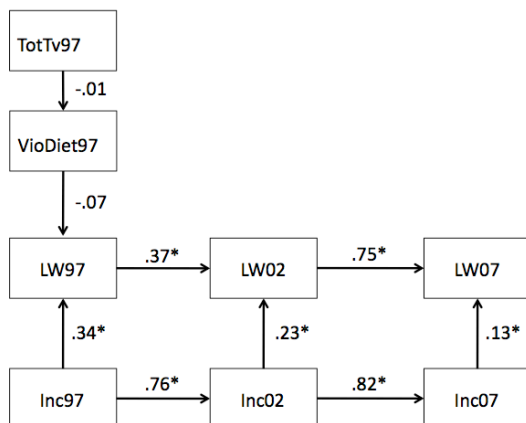 TotTv97
-.01
VioDiet97
-.07
LW97
.37*
LW02
.75*
LW07
.34*
.23*
.13*
Inc97
.76*
Inc02
.82*
Inc07